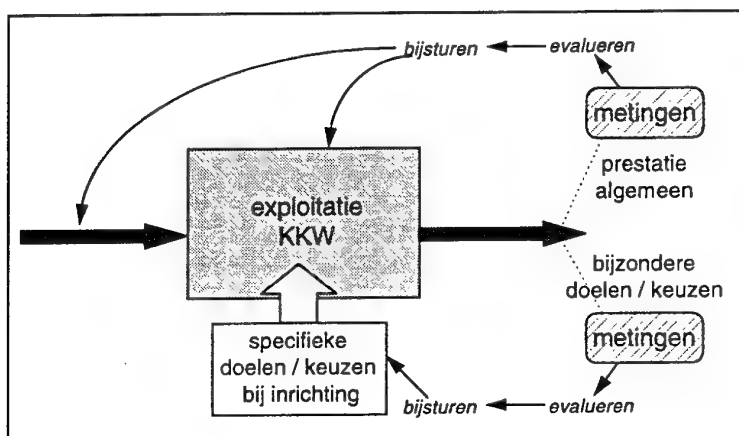 bijsturen evalueren
metingen
prestatie
algemeen
exploitatie
KKW
bijzondere
doelen / keuzen
metingen
specifieke
doelen / keuzen
bij inrichting
bijsturen evalueren